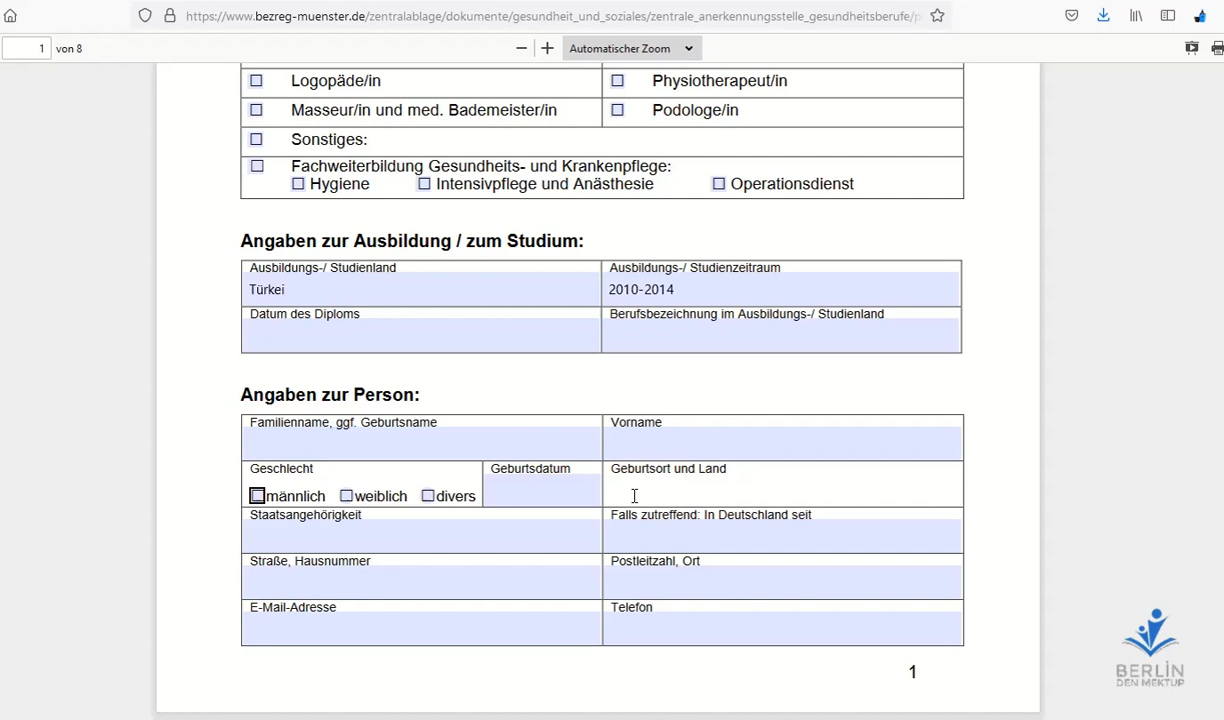 https://www.bezreg-muenster.de/zentralablage/dokumente/gesundheit_und_soziales/zentrale_anerkennungsstelle_gesundheitsberufe/p
1 von 8
Automatischer Zoom
Logopäde/in
Physiotherapeut/in
Masseur/in und med. Bademeister/in
Podologe/in
Sonstiges:
Fachweiterbildung Gesundheits- und Krankenpflege:
Hygiene
Intensivpflege und Anästhesie
Operationsdienst
Angaben zur Ausbildung / zum Studium:
Ausbildungs-/ Studienland
Ausbildungs-/ Studienzeitraum
Türkei
2010-2014
Datum des Diploms
Berufsbezeichnung im Ausbildungs-/ Studienland
Angaben zur Person:
Familienname, ggf. Geburtsname
Vorname
Geschlecht
Geburtsdatum
Geburtsort und Land
männlich
weiblich
divers
Staatsangehörigkeit
Falls zutreffend: In Deutschland seit
Straße, Hausnummer
Postleitzahl, Ort
E-Mail-Adresse
Telefon
1
BERLİN
DEN MEKTUP